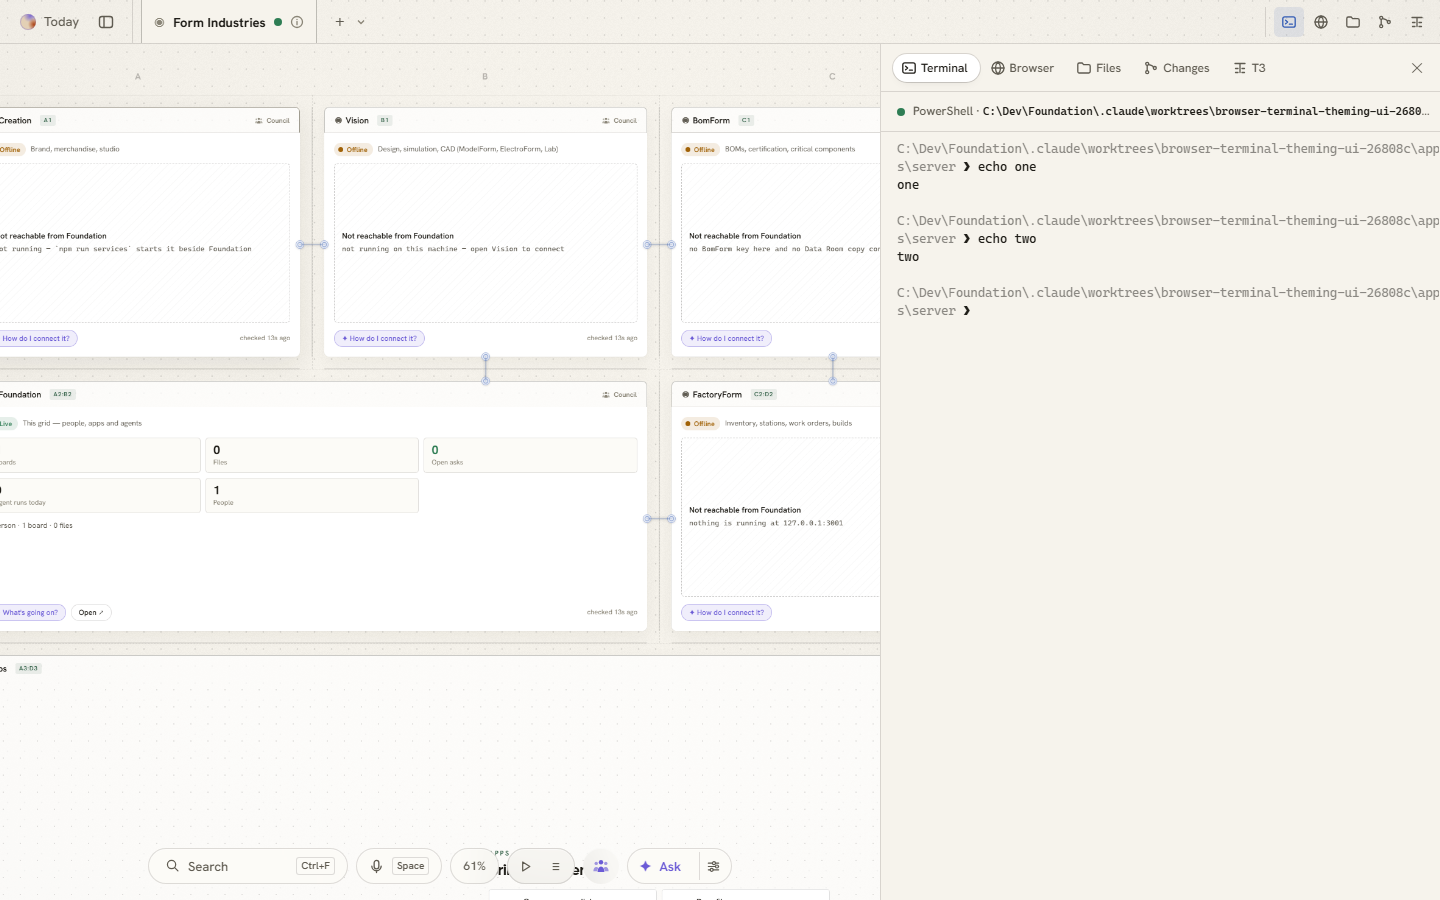 Today
Form Industries
Terminal
Browser
Files
Changes
T3
PowerShell · C:\Dev\Foundation\.claude\worktrees\browser-terminal-theming-ui-2680…
C:\Dev\Foundation\.claude\worktrees\browser-terminal-theming-ui-26808c\app
s\server ❯ echo one
one
C:\Dev\Foundation\.claude\worktrees\browser-terminal-theming-ui-26808c\app
s\server ❯ echo two
two
C:\Dev\Foundation\.claude\worktrees\browser-terminal-theming-ui-26808c\app
s\server ❯
A
B
C
Creation A1 Council
Offline Brand, merchandise, studio
ot reachable from Foundation
ot running — `npm run services` starts it beside Foundation
How do I connect it? checked 13s ago
Vision B1 Council
Offline Design, simulation, CAD (ModelForm, ElectroForm, Lab)
Not reachable from Foundation
not running on this machine — open Vision to connect
How do I connect it? checked 13s ago
BomForm C1
Offline BOMs, certification, critical components
Not reachable from Foundation
no BomForm key here and no Data Room copy co
How do I connect it?
Foundation A2:B2 Council
Live This grid — people, apps and agents
oards
0
Files
0
Open asks
gent runs today
1
People
erson · 1 board · 0 files
What's going on? Open ↗ checked 13s ago
FactoryForm C2:D2
Offline Inventory, stations, work orders, builds
Not reachable from Foundation
nothing is running at 127.0.0.1:3001
How do I connect it?
ps A3:D3
PPS
Search Ctrl+F
Space
61%
Ask